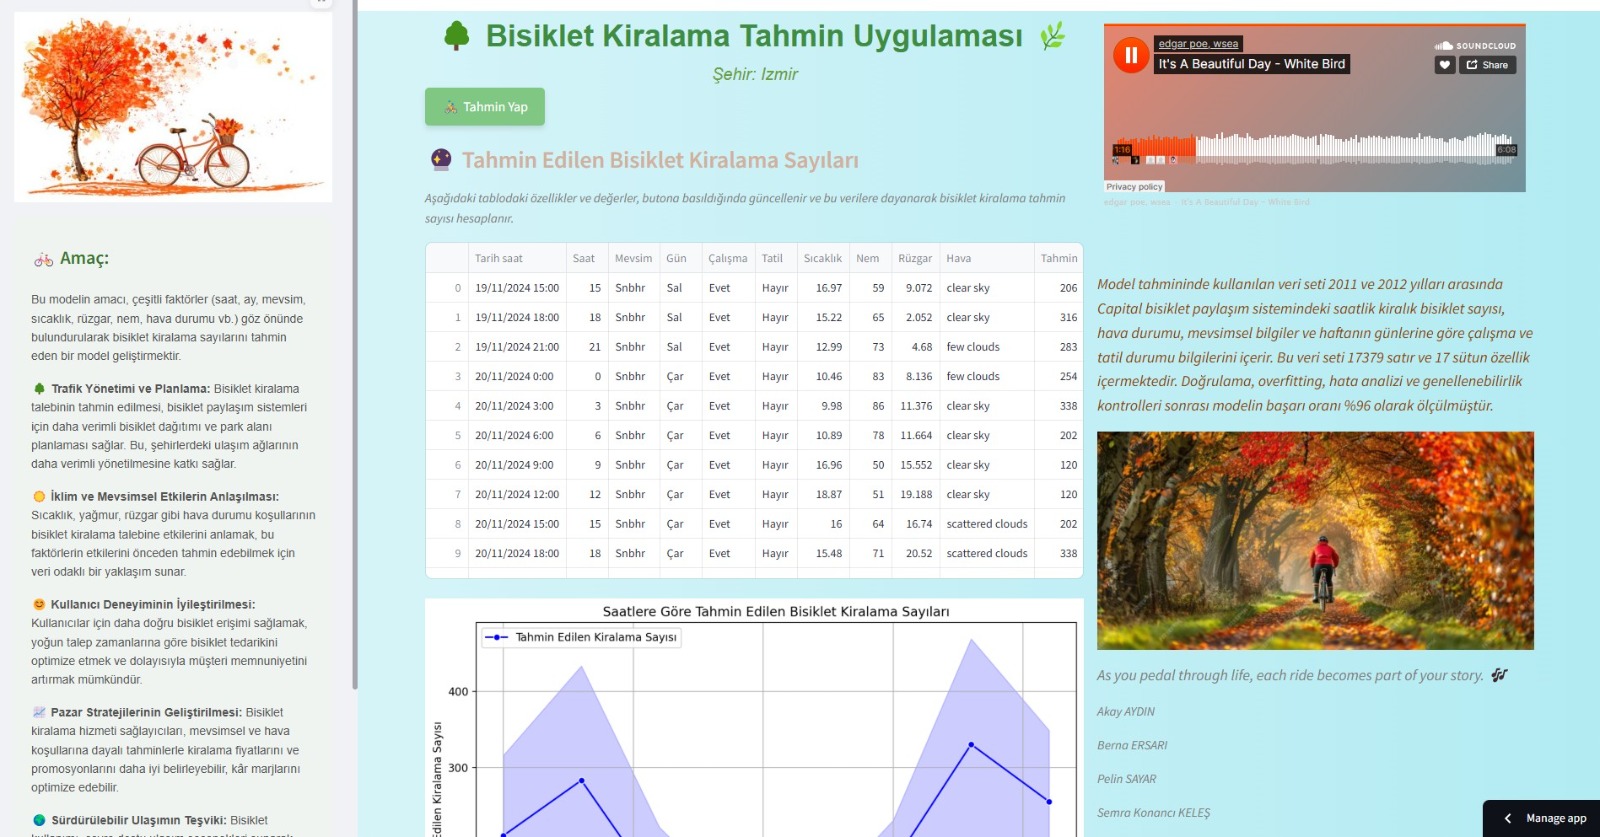 Amaç:
Bu modelin amacı, çeşitli faktörler (saat, ay, mevsim,
sıcaklık, rüzgar, nem, hava durumu vb.) göz önünde
bulundurularak bisiklet kiralama sayılarını tahmin
eden bir model geliştirmektir.
Trafik Yönetimi ve Planlama: Bisiklet kiralama
talebinin tahmin edilmesi, bisiklet paylaşım sistemleri
için daha verimli bisiklet dağıtımı ve park alanı
planlaması sağlar. Bu, şehirlerdeki ulaşım ağlarının
daha verimli yönetilmesine katkı sağlar.
İklim ve Mevsimsel Etkilerin Anlaşılması:
Sıcaklık, yağmur, rüzgar gibi hava durumu koşullarının
bisiklet kiralama talebine etkilerini anlamak, bu
faktörlerin etkilerini önceden tahmin edebilmek için
veri odaklı bir yaklaşım sunar.
Kullanıcı Deneyiminin İyileştirilmesi:
Kullanıcılar için daha doğru bisiklet erişimi sağlamak,
yoğun talep zamanlarına göre bisiklet tedarikini
optimize etmek ve dolayısıyla müşteri memnuniyetini
artırmak mümkündür.
Pazar Stratejilerinin Geliştirilmesi: Bisiklet
kiralama hizmeti sağlayıcıları, mevsimsel ve hava
koşullarına dayalı tahminlerle kiralama fiyatlarını ve
promosyonlarını daha iyi belirleyebilir, kâr marjlarını
optimize edebilir.
Sürdürülebilir Ulaşımın Teşviki: Bisiklet
Bisiklet Kiralama Tahmin Uygulaması
Şehir: Izmir
Tahmin Yap
Tahmin Edilen Bisiklet Kiralama Sayıları
Aşağıdaki tablodaki özellikler ve değerler, butona basıldığında güncellenir ve bu verilere dayanarak bisiklet kiralama tahmin
sayısı hesaplanır.
Tarih saat Saat Mevsim Gün Çalışma Tatil Sıcaklık Nem Rüzgar Hava Tahmin
0 19/11/2024 15:00 15 Snbhr Sal Evet Hayır 16.97 59 9.072 clear sky 206
1 19/11/2024 18:00 18 Snbhr Sal Evet Hayır 15.22 65 2.052 clear sky 316
2 19/11/2024 21:00 21 Snbhr Sal Evet Hayır 12.99 73 4.68 few clouds 283
3 20/11/2024 0:00 0 Snbhr Çar Evet Hayır 10.46 83 8.136 few clouds 254
4 20/11/2024 3:00 3 Snbhr Çar Evet Hayır 9.98 86 11.376 clear sky 338
5 20/11/2024 6:00 6 Snbhr Çar Evet Hayır 10.89 78 11.664 clear sky 202
6 20/11/2024 9:00 9 Snbhr Çar Evet Hayır 16.96 50 15.552 clear sky 120
7 20/11/2024 12:00 12 Snbhr Çar Evet Hayır 18.87 51 19.188 clear sky 120
8 20/11/2024 15:00 15 Snbhr Çar Evet Hayır 16 64 16.74 scattered clouds 202
9 20/11/2024 18:00 18 Snbhr Çar Evet Hayır 15.48 71 20.52 scattered clouds 338
Saatlere Göre Tahmin Edilen Bisiklet Kiralama Sayıları
Tahmin Edilen Kiralama Sayısı
400
300
Edilen Kiralama Sayısı
edgar poe, wsea
It's A Beautiful Day - White Bird
SOUNDCLOUD
Share
1:16
6:08
Privacy policy
edgar poe, wsea · It's A Beautiful Day - White Bird
Model tahmininde kullanılan veri seti 2011 ve 2012 yılları arasında
Capital bisiklet paylaşım sistemindeki saatlik kiralık bisiklet sayısı,
hava durumu, mevsimsel bilgiler ve haftanın günlerine göre çalışma ve
tatil durumu bilgilerini içerir. Bu veri seti 17379 satır ve 17 sütun özellik
içermektedir. Doğrulama, overfitting, hata analizi ve genellenebilirlik
kontrolleri sonrası modelin başarı oranı %96 olarak ölçülmüştür.
As you pedal through life, each ride becomes part of your story.
Akay AYDIN
Berna ERSARI
Pelin SAYAR
Semra Konancı KELEŞ
Manage app